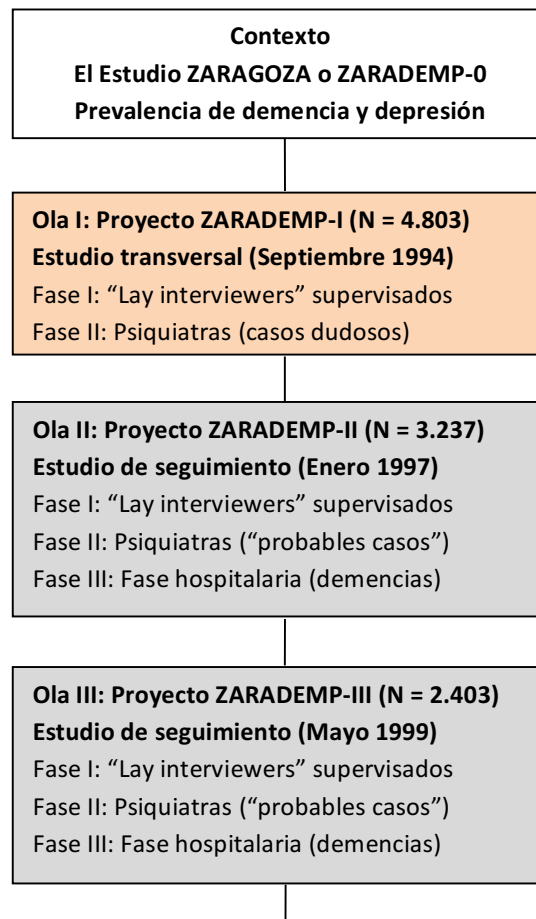 Contexto
El Estudio ZARAGOZA o ZARADEMP-0
Prevalencia de demencia y depresión
Ola I: Proyecto ZARADEMP-I (N = 4.803)
Estudio transversal (Septiembre 1994)
Fase I: “Lay interviewers” supervisados
Fase II: Psiquiatras (casos dudosos)
Ola II: Proyecto ZARADEMP-II (N = 3.237)
Estudio de seguimiento (Enero 1997)
Fase I: “Lay interviewers” supervisados
Fase II: Psiquiatras (“probables casos”)
Fase III: Fase hospitalaria (demencias)
Ola III: Proyecto ZARADEMP-III (N = 2.403)
Estudio de seguimiento (Mayo 1999)
Fase I: “Lay interviewers” supervisados
Fase II: Psiquiatras (“probables casos”)
Fase III: Fase hospitalaria (demencias)